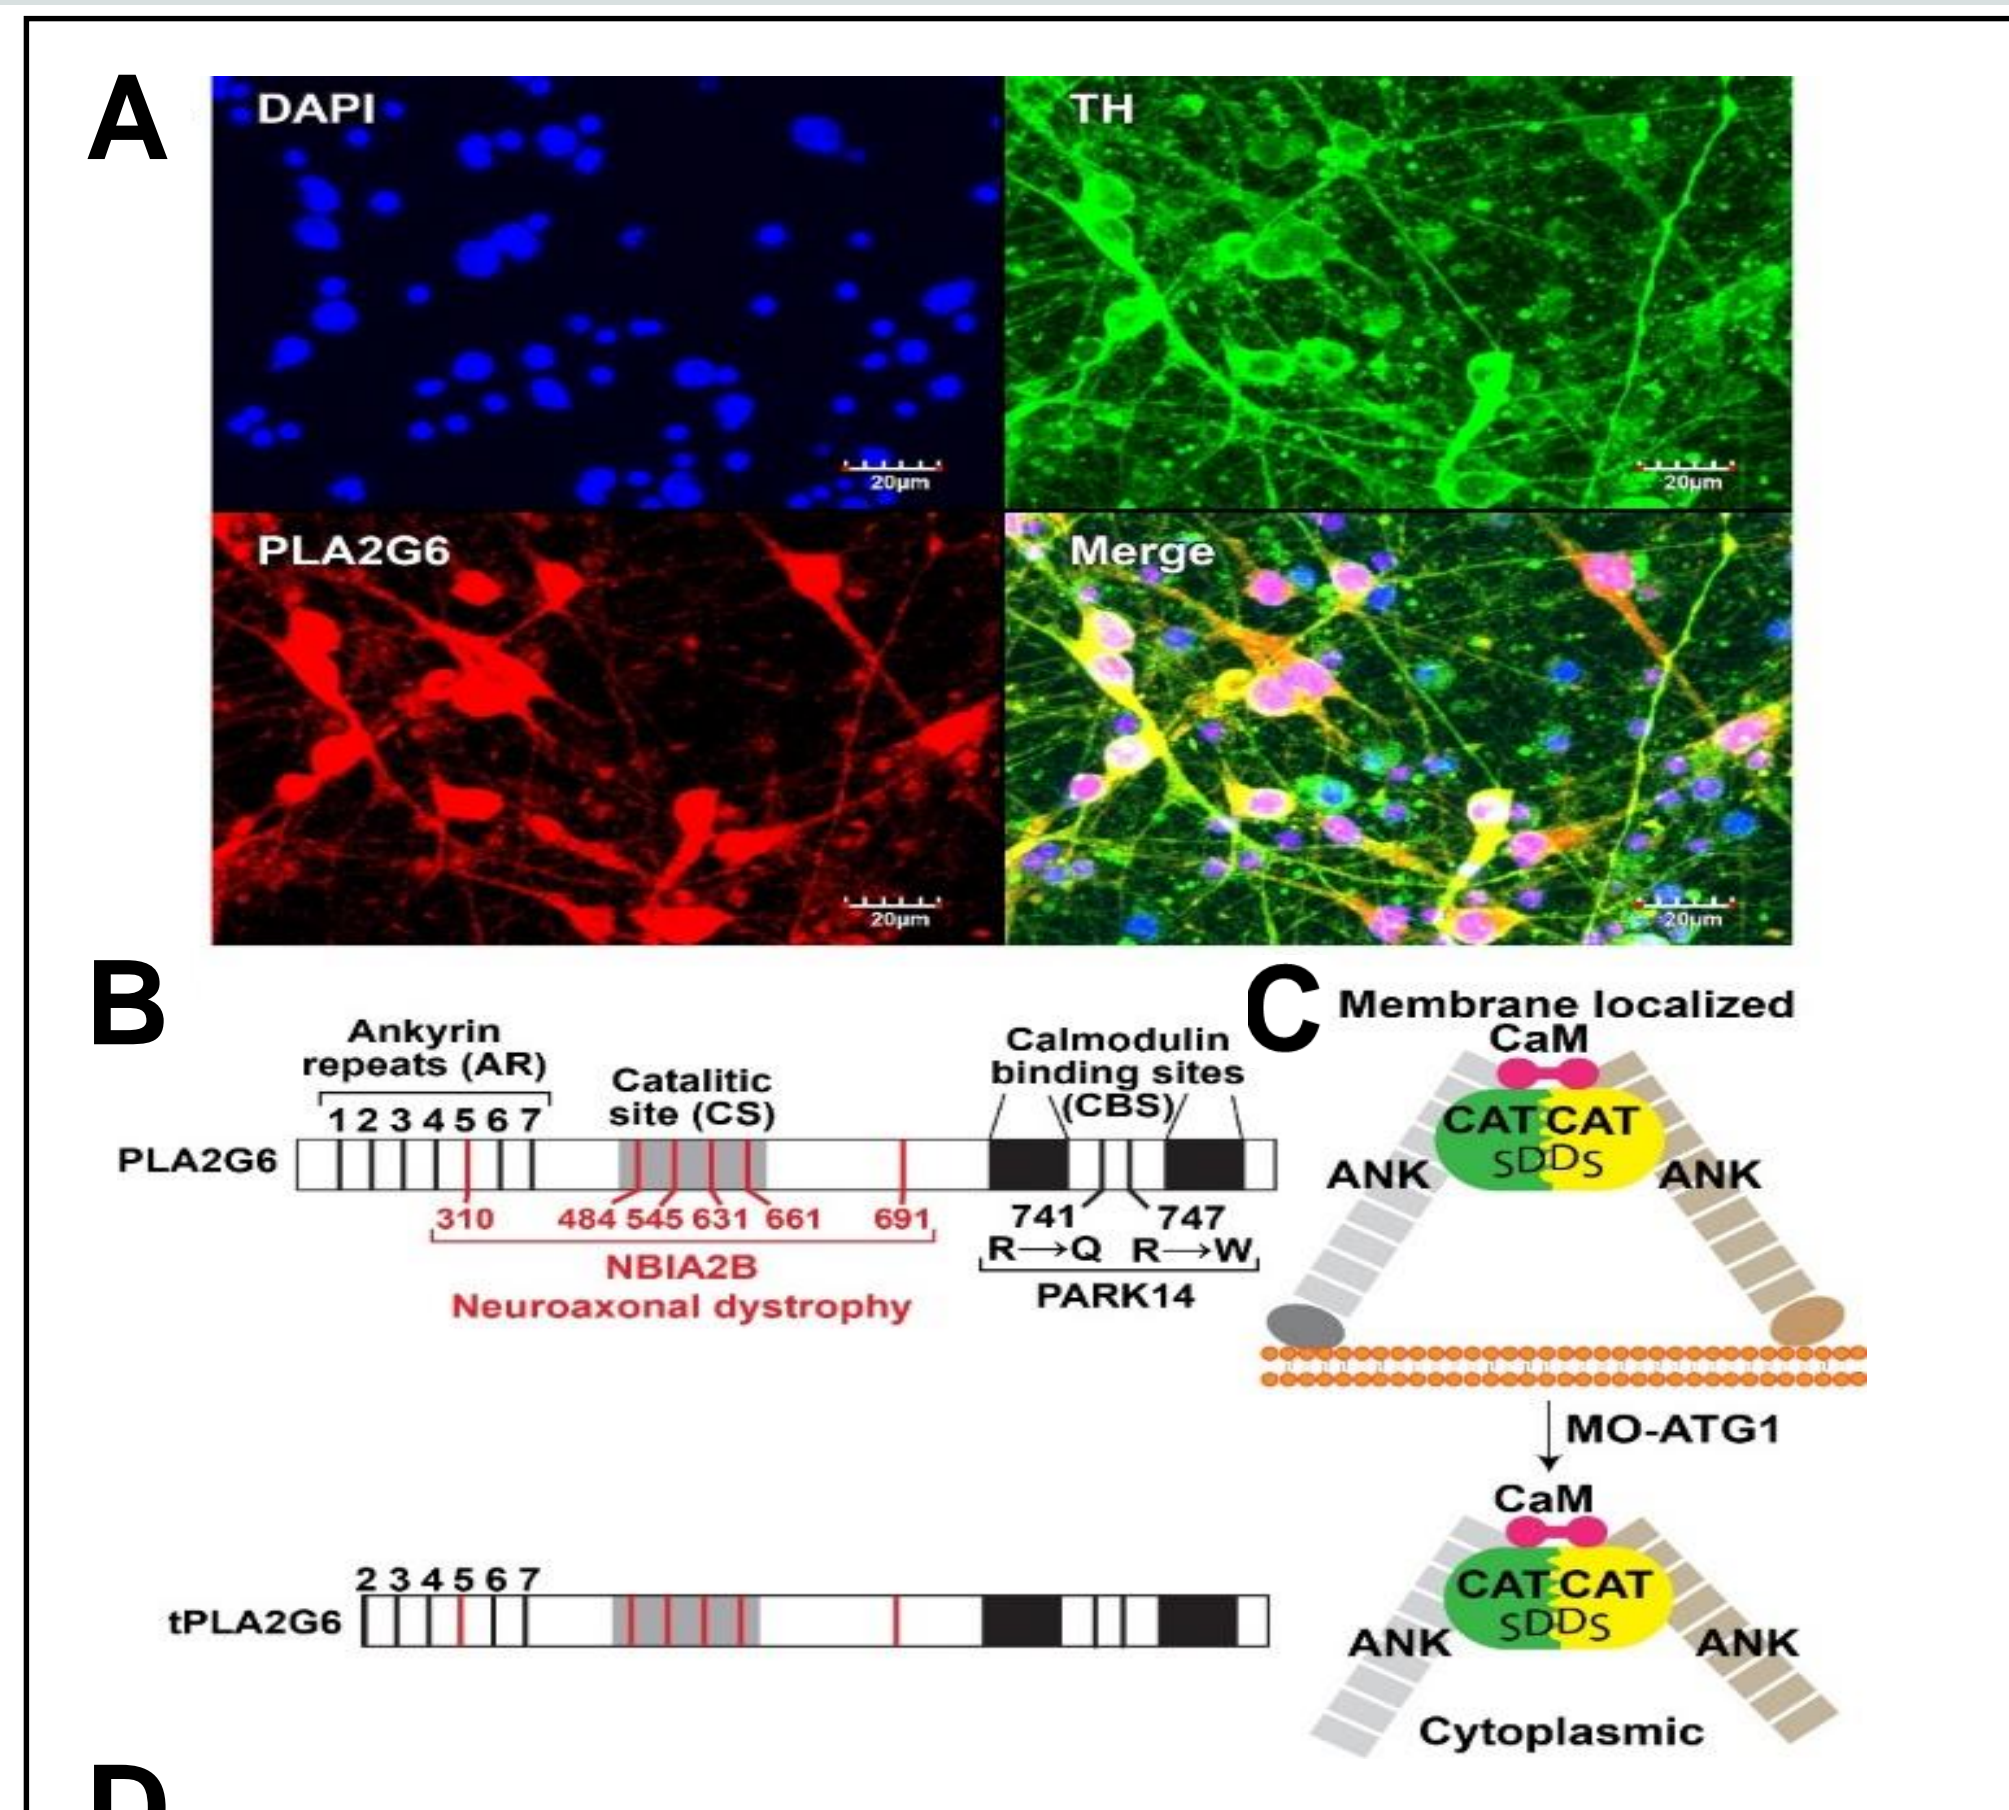 A
DAPI
20µm
TH
20µm
PLA2G6
20µm
Merge
20µm
B
Ankyrin
repeats (AR)
1 2 3 4 5 6 7
Catalitic
site (CS)
Calmodulin
binding sites
(CBS)
PLA2G6
310
484 545 631 661
691
NBIA2B
Neuroaxonal dystrophy
741
747
R→Q
R→W
PARK14
2 3 4 5 6 7
tPLA2G6
C
Membrane localized
CaM
CAT CAT
SDDS
ANK
ANK
MO-ATG1
CaM
CAT CAT
SDDS
ANK
ANK
Cytoplasmic
D